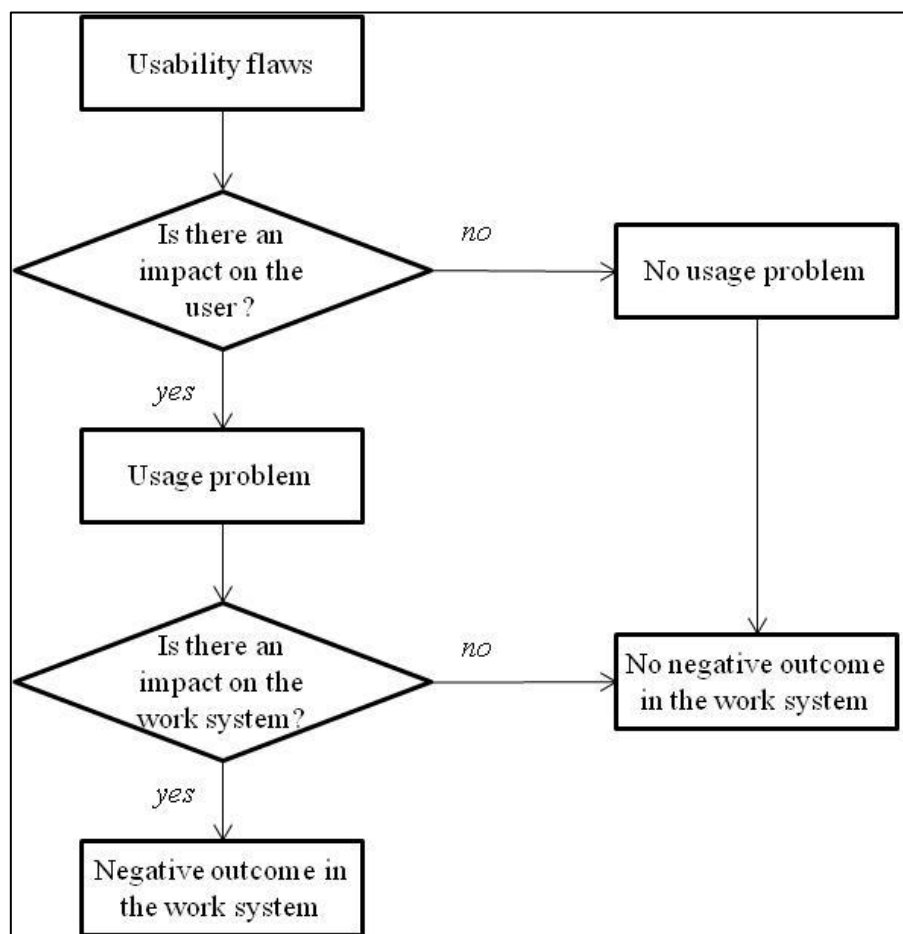 Usability flaws
Is there an
impact on the
user ?
no
No usage problem
yes
Usage problem
Is there an
impact on the
work system?
no
No negative outcome
in the work system
yes
Negative outcome in
the work system